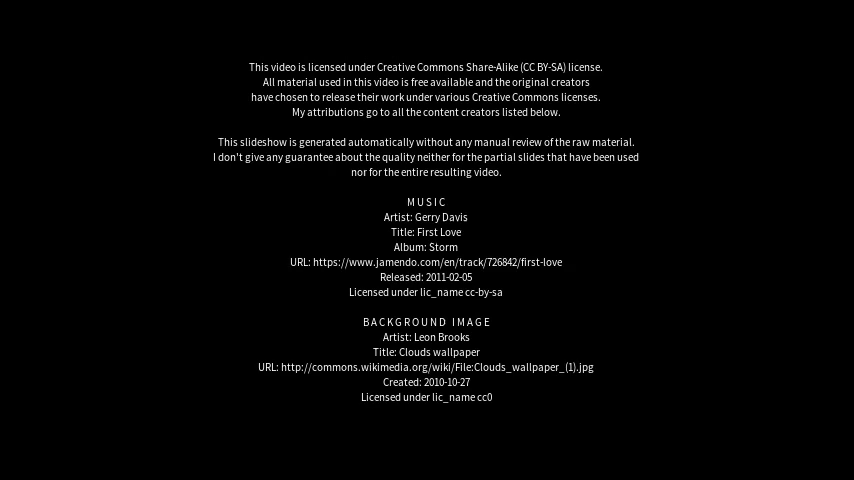 This video is licensed under Creative Commons Share-Alike (CC BY-SA) license.
All material used in this video is free available and the original creators
have chosen to release their work under various Creative Commons licenses.
My attributions go to all the content creators listed below.
This slideshow is generated automatically without any manual review of the raw material.
I don't give any guarantee about the quality neither for the partial slides that have been used
nor for the entire resulting video.
MUSIC
Artist: Gerry Davis
Title: First Love
Album: Storm
URL: https://www.jamendo.com/en/track/726842/first-love
Released: 2011-02-05
Licensed under lic_name cc-by-sa
BACKGROUND IMAGE
Artist: Leon Brooks
Title: Clouds wallpaper
URL: http://commons.wikimedia.org/wiki/File:Clouds_wallpaper_(1).jpg
Created: 2010-10-27
Licensed under lic_name cc0